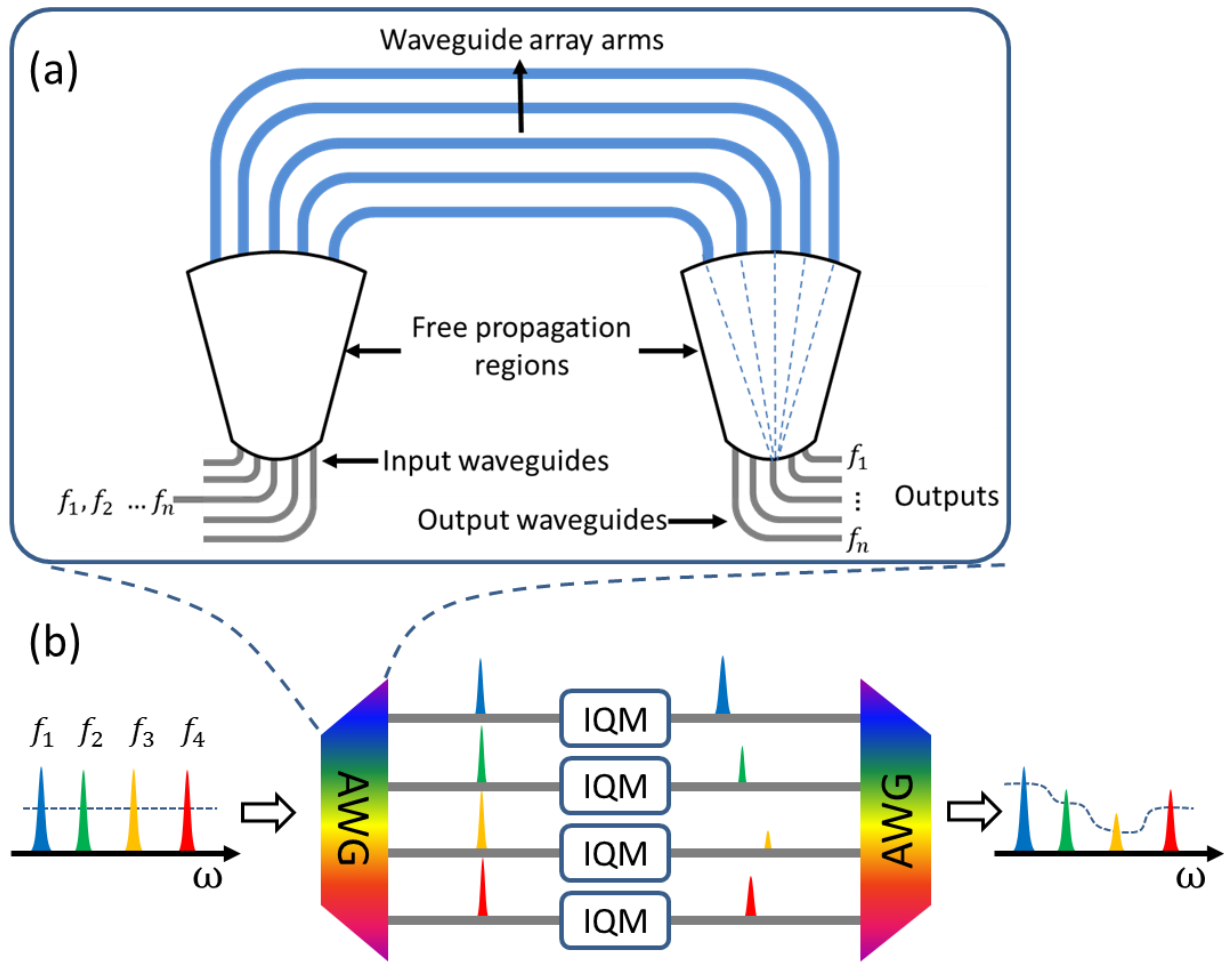 (a)
Waveguide array arms
Free propagation
regions
Input waveguides
f₁, f₂ ... fₙ
Output waveguides
f₁
⋮
fₙ
Outputs
(b)
f₁ f₂ f₃ f₄
ω
AWG
IQM
IQM
IQM
IQM
AWG
ω